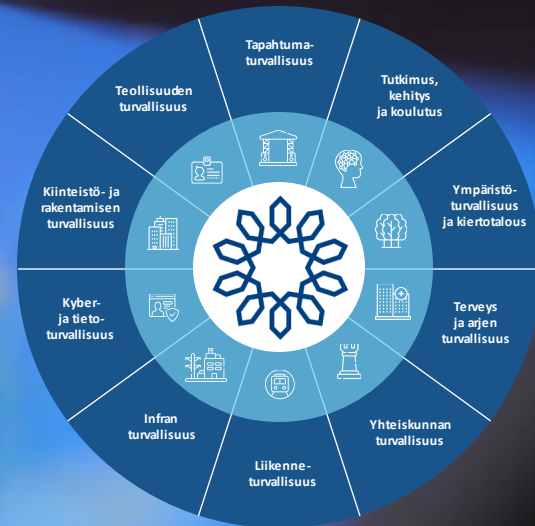 Tapahtuma-
turvallisuus
Tutkimus,
kehitys
ja koulutus
Ympäristö-
turvallisuus
ja kiertotalous
Terveys
ja arjen
turvallisuus
Yhteiskunnan
turvallisuus
Liikenne-
turvallisuus
Infran
turvallisuus
Kyber-
ja tieto-
turvallisuus
Kiinteistö- ja
rakentamisen
turvallisuus
Teollisuuden
turvallisuus